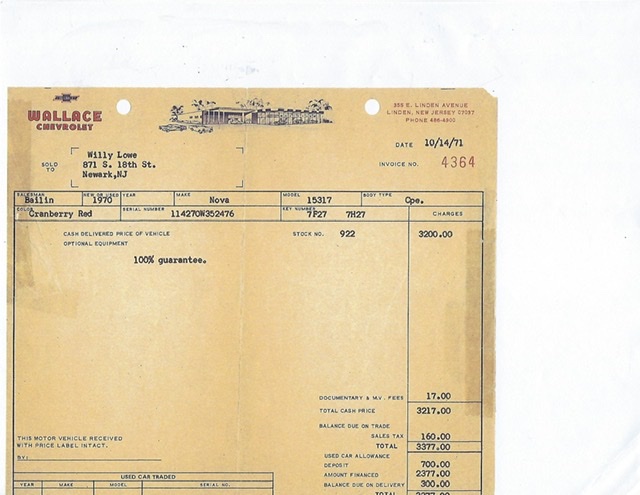 WALLACE
CHEVROLET
355 E. LINDEN AVENUE
LINDEN, NEW JERSEY 07037
PHONE 486-4900
DATE 10/14/71
INVOICE NO. 4364
SOLD TO
Willy Lowe
871 S. 18th St.
Newark,NJ
SALESMAN NEW OR USED YEAR MAKE MODEL BODY TYPE
Bailin 1970 Nova 15317 Cpe.
COLOR SERIAL NUMBER KEY NUMBER CHARGES
Cranberry Red 114270W352476 7F27 7H27
CASH DELIVERED PRICE OF VEHICLE STOCK NO. 922 3200.00
OPTIONAL EQUIPMENT
100% guarantee.
DOCUMENTARY & M.V. FEES 17.00
TOTAL CASH PRICE 3217.00
BALANCE DUE ON TRADE
SALES TAX 160.00
TOTAL 3377.00
THIS MOTOR VEHICLE RECEIVED
WITH PRICE LABEL INTACT.
BY:
USED CAR ALLOWANCE
DEPOSIT 700.00
AMOUNT FINANCED 2377.00
BALANCE DUE ON DELIVERY 300.00
TOTAL
USED CAR TRADED
YEAR MAKE MODEL SERIAL NO.